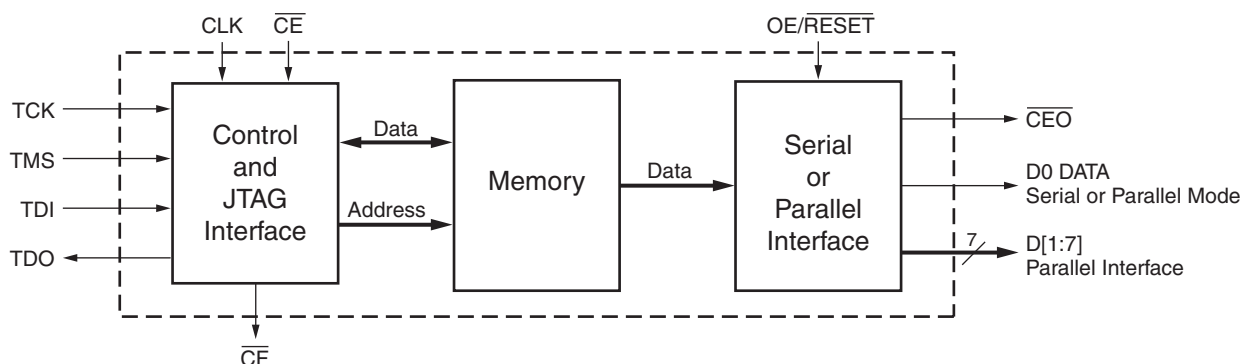 CLK
CE
OE/RESET
TCK
TMS
TDI
TDO
Control
and
JTAG
Interface
Data
Address
Memory
Data
Serial
or
Parallel
Interface
CEO
D0 DATA
Serial or Parallel Mode
7
D[1:7]
Parallel Interface
CF